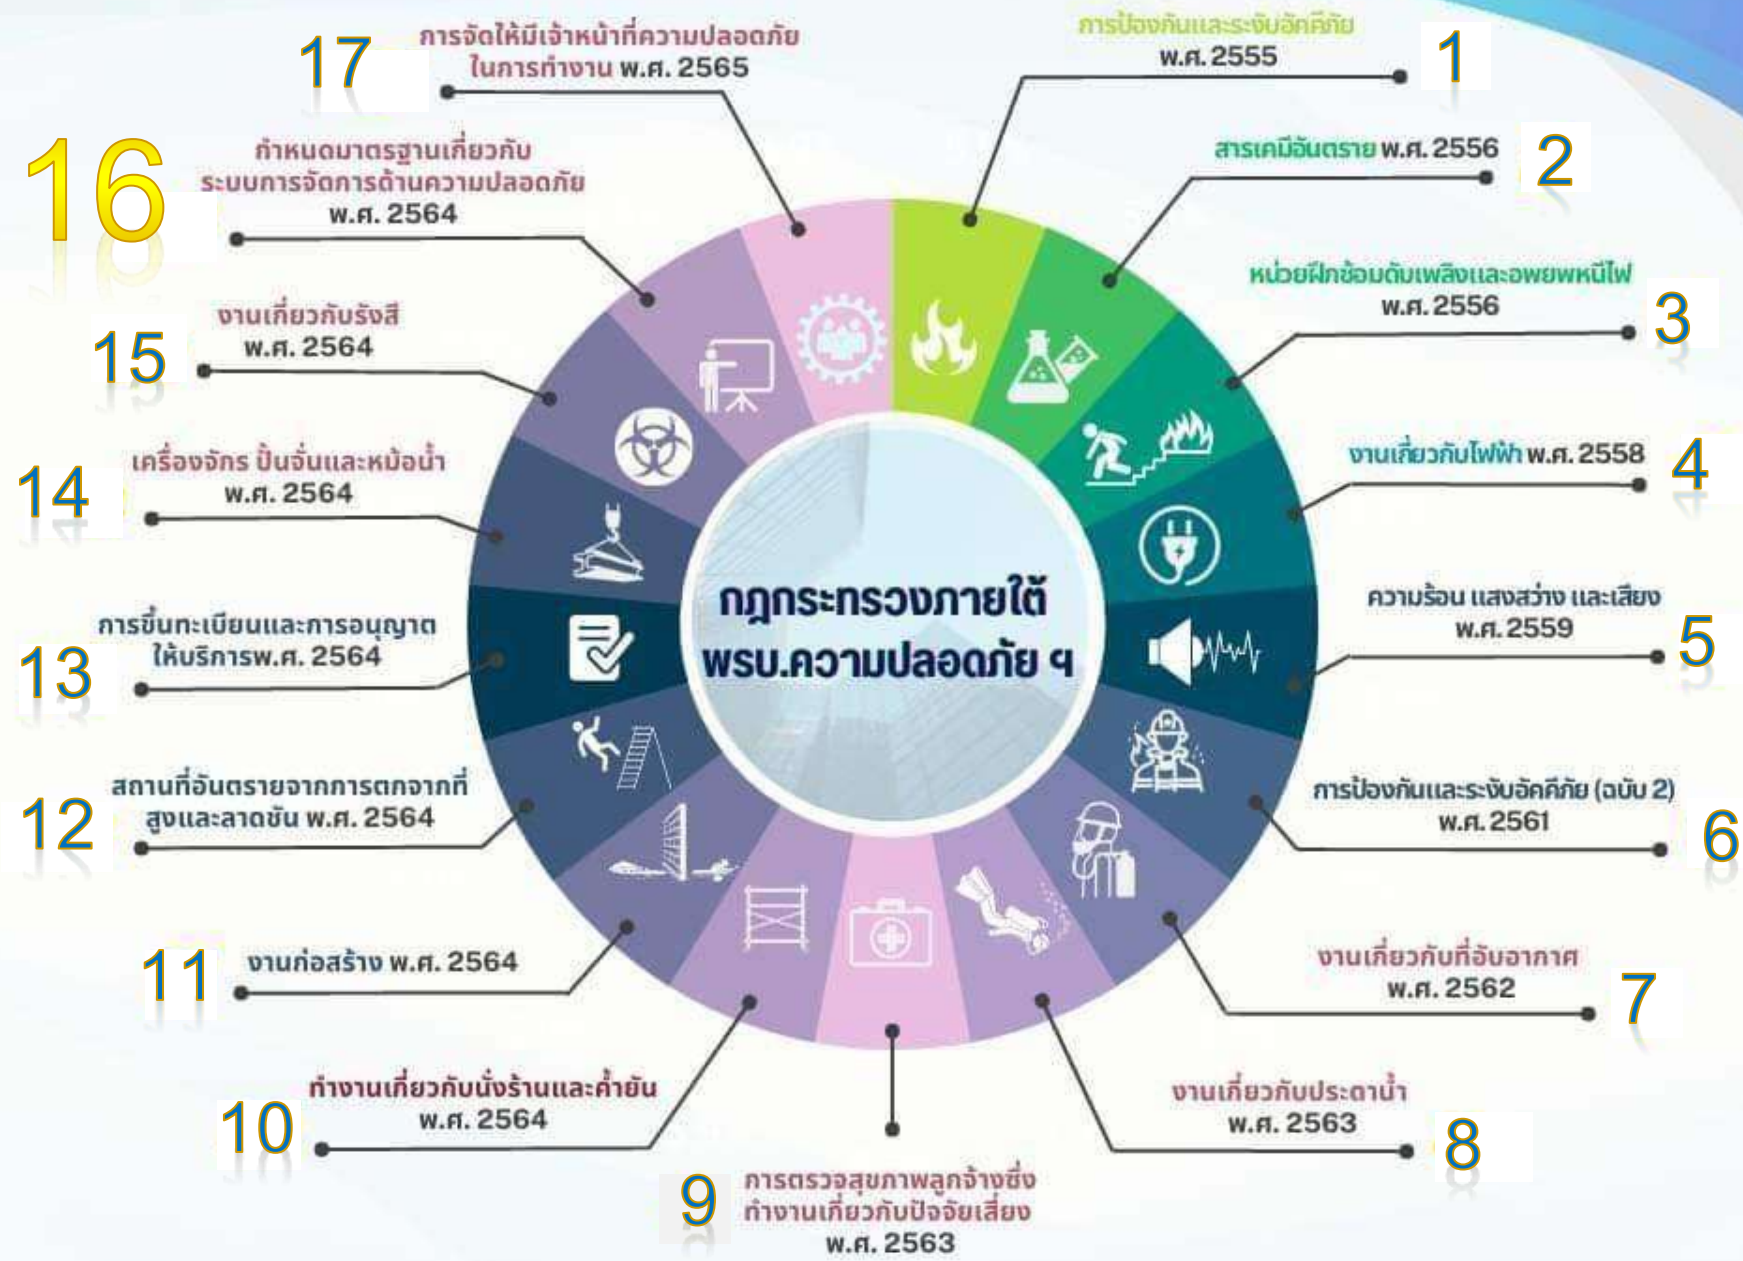 กฎกระทรวงภายใต้
พรบ.ความปลอดภัย ฯ
1
การป้องกันและระงับอัคคีภัย
พ.ศ. 2555
2
สารเคมีอันตราย พ.ศ. 2556
3
หน่วยฝึกซ้อมดับเพลิงและอพยพหนีไฟ
พ.ศ. 2556
4
งานเกี่ยวกับไฟฟ้า พ.ศ. 2558
5
ความร้อน แสงสว่าง และเสียง
พ.ศ. 2559
6
การป้องกันและระงับอัคคีภัย (ฉบับ 2)
พ.ศ. 2561
7
งานเกี่ยวกับที่อับอากาศ
พ.ศ. 2562
8
งานเกี่ยวกับประดาน้ำ
พ.ศ. 2563
9
การตรวจสุขภาพลูกจ้างซึ่ง
ทำงานเกี่ยวกับปัจจัยเสี่ยง
พ.ศ. 2563
10
ทำงานเกี่ยวกับนั่งร้านและค้ำยัน
พ.ศ. 2564
11
งานก่อสร้าง พ.ศ. 2564
12
สถานที่อันตรายจากการตกจากที่
สูงและลาดชัน พ.ศ. 2564
13
การขึ้นทะเบียนและการอนุญาต
ให้บริการพ.ศ. 2564
14
เครื่องจักร ปั้นจั่นและหม้อน้ำ
พ.ศ. 2564
15
งานเกี่ยวกับรังสี
พ.ศ. 2564
16
กำหนดมาตรฐานเกี่ยวกับ
ระบบการจัดการด้านความปลอดภัย
พ.ศ. 2564
17
การจัดให้มีเจ้าหน้าที่ความปลอดภัย
ในการทำงาน พ.ศ. 2565